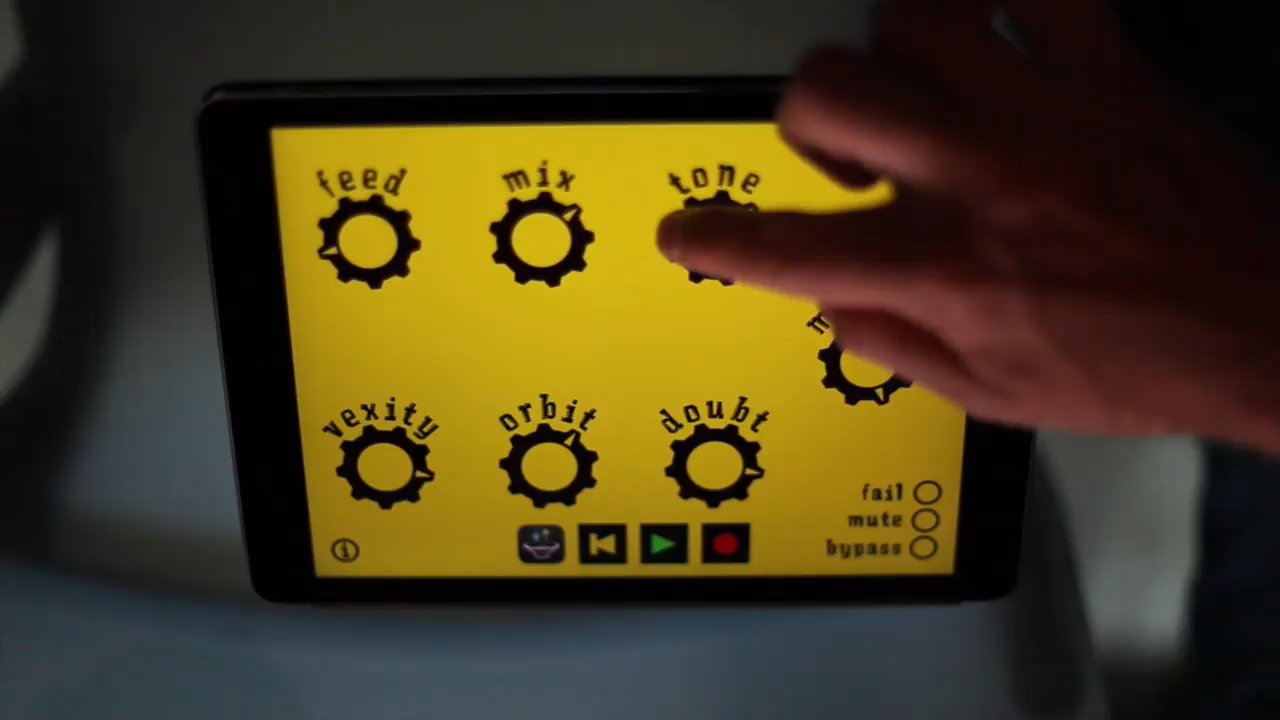 feed
mix
tone
vexity
orbit
doubt
fail
mute
bypass
i